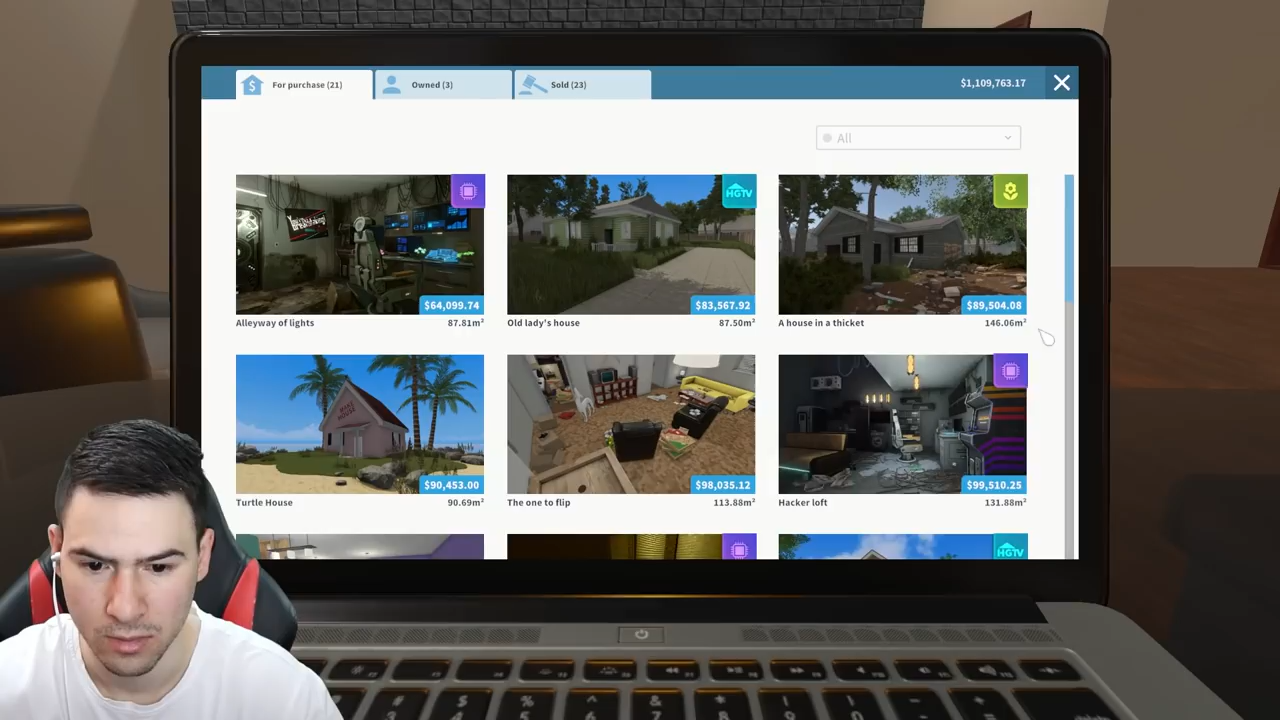 For purchase (21)
Owned (3)
Sold (23)
$1,109,763.17
All
HGTV
$64,099.74
$83,567.92
$89,504.08
Alleyway of lights
87.81m²
Old lady's house
87.50m²
A house in a thicket
146.06m²
$90,453.00
$98,035.12
$99,510.25
Turtle House
90.69m²
The one to flip
113.88m²
Hacker loft
131.88m²
HGTV